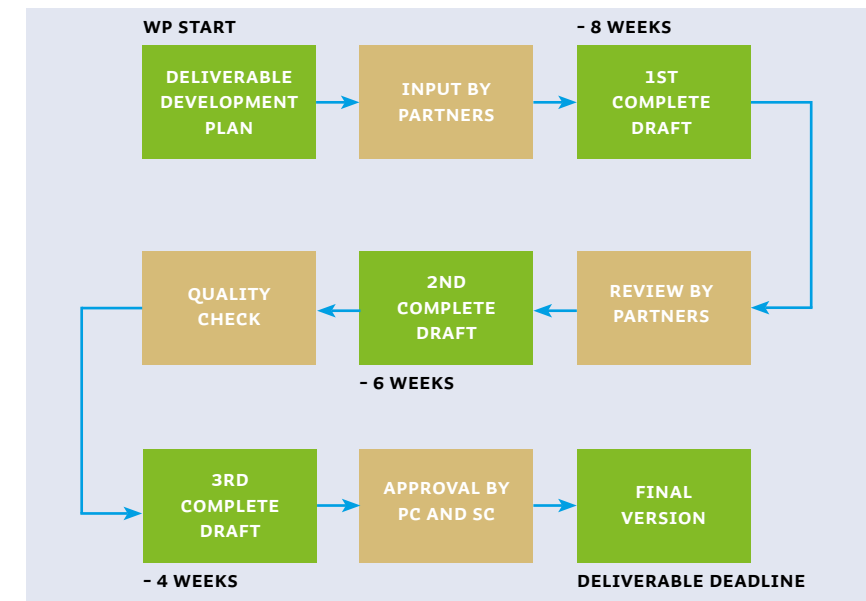 WP START
– 8 WEEKS
DELIVERABLE
DEVELOPMENT
PLAN
INPUT BY
PARTNERS
1ST
COMPLETE
DRAFT
QUALITY
CHECK
2ND
COMPLETE
DRAFT
REVIEW BY
PARTNERS
– 6 WEEKS
3RD
COMPLETE
DRAFT
APPROVAL BY
PC AND SC
FINAL
VERSION
– 4 WEEKS
DELIVERABLE DEADLINE